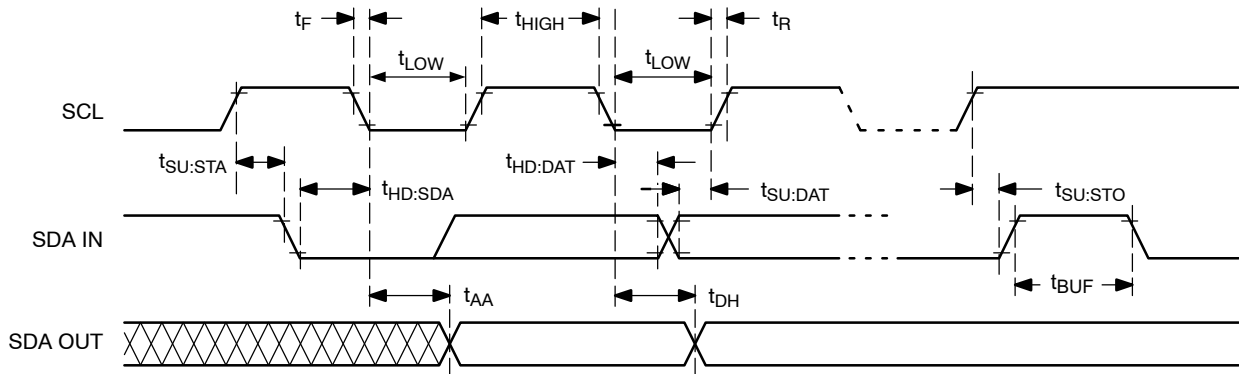 tF
tHIGH
tR
tLOW
tLOW
SCL
tSU:STA
tHD:SDA
tHD:DAT
tSU:DAT
tSU:STO
SDA IN
tBUF
tAA
tDH
SDA OUT